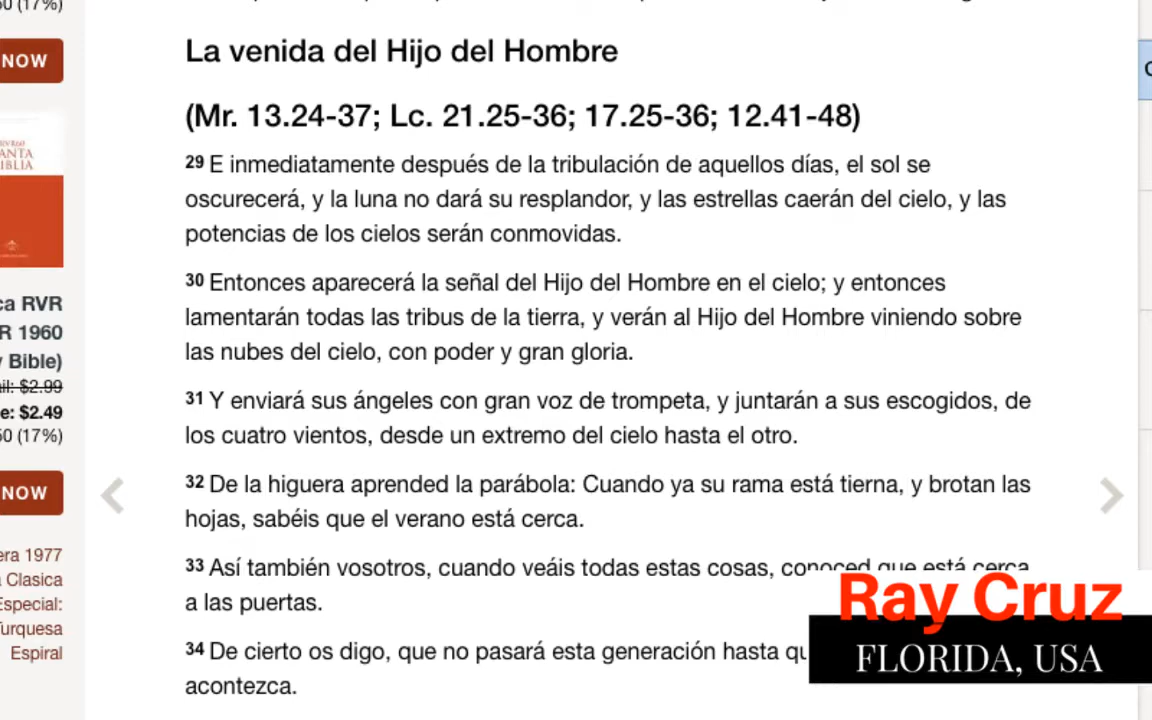 (17%)
La venida del Hijo del Hombre
NOW
(Mr. 13.24-37; Lc. 21.25-36; 17.25-36; 12.41-48)
29 E inmediatamente después de la tribulación de aquellos días, el sol se
oscurecerá, y la luna no dará su resplandor, y las estrellas caerán del cielo, y las
potencias de los cielos serán conmovidas.
30 Entonces aparecerá la señal del Hijo del Hombre en el cielo; y entonces
lamentarán todas las tribus de la tierra, y verán al Hijo del Hombre viniendo sobre
las nubes del cielo, con poder y gran gloria.
31 Y enviará sus ángeles con gran voz de trompeta, y juntarán a sus escogidos, de
los cuatro vientos, desde un extremo del cielo hasta el otro.
32 De la higuera aprended la parábola: Cuando ya su rama está tierna, y brotan las
hojas, sabéis que el verano está cerca.
33 Así también vosotros, cuando veáis todas estas cosas, conoced que está cerca,
a las puertas.
34 De cierto os digo, que no pasará esta generación hasta
acontezca.
RVR
1960
Bible)
$2.99
$2.49
(17%)
NOW
1977
Clasica
Especial:
Turquesa
Espiral
Ray Cruz
FLORIDA, USA